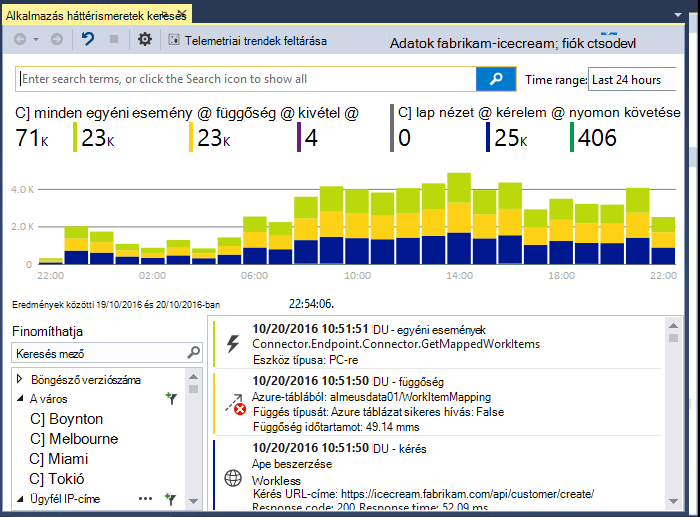 Alkalmazás háttérismeretek keresés
Telemetriai trendek feltárása
Adatok fabrikam-icecream; fiók ctsodevl
Enter search terms, or click the Search icon to show all
Time range: Last 24 hours
C] minden egyéni esemény @ függőség @ kivétel @
C] lap nézet @ kérelem @ nyomon követése
71K 23K 23K 4 0 25K 406
4.0 K
2.0 K
0
22:00 02:00 06:00 10:00 14:00 18:00 22:00
Eredmények közötti 19/10/2016 és 20/10/2016-ban 22:54:06.
Finomíthatja
Keresés mező
Böngésző verziószáma
A város
C] Boynton
C] Melbourne
C] Miami
C] Tokió
Ügyfél IP-címe
10/20/2016 10:51:51 DU - egyéni események
Connector.Endpoint.Connector.GetMappedWorkItems
Eszköz típusa: PC-re
10/20/2016 10:51:50 DU - függőség
Azure-táblából: almeusdata01/WorkItemMapping
Függés típusát: Azure táblázat sikeres hívás: False
Függőség időtartamot: 49.14 mms
10/20/2016 10:51:50 DU - kérés
Ape beszerzése
Workless
Kérés URL-címe: https://icecream.fabrikam.com/api/customer/create/
Response code: 200 Response time: 52.09 ms